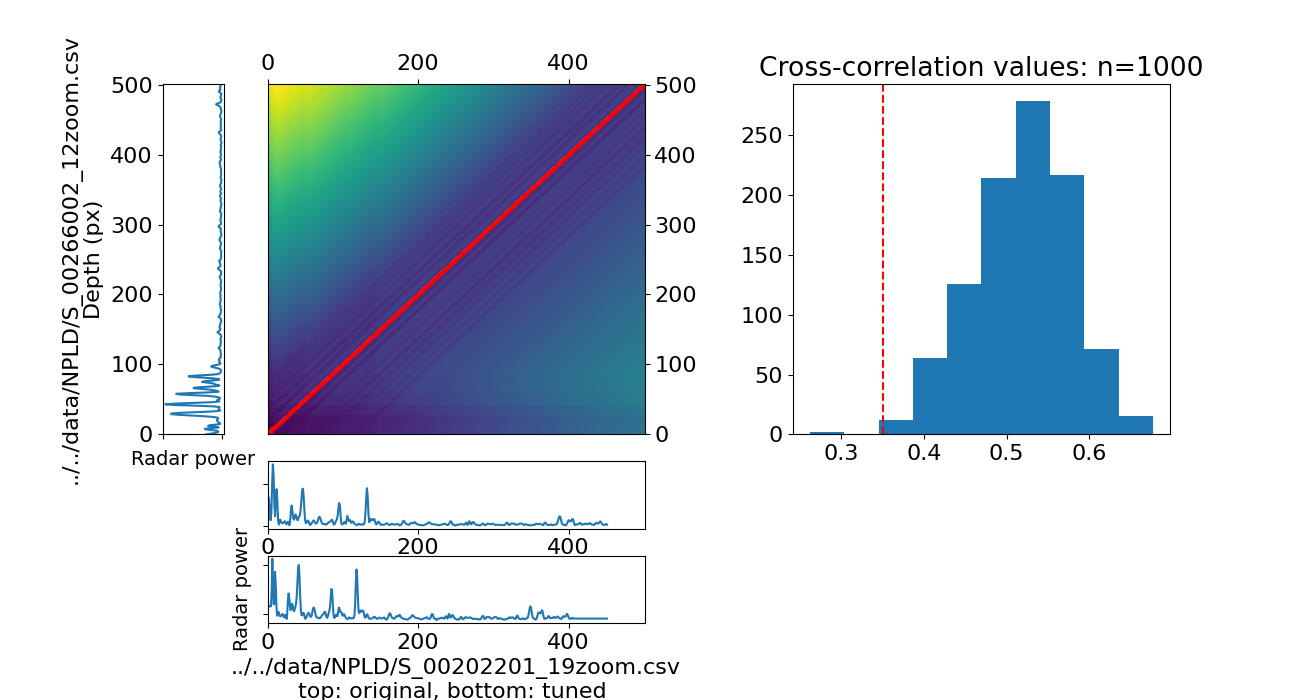 Cross-correlation values: n=1000
0 200 400
../../data/NPLD/S_00266002_12zoom.csv
Depth (px)
500
400
300
200
100
0
500
400
300
200
100
0
250
200
150
100
50
0
0.3 0.4 0.5 0.6
Radar power
0 200 400
Radar power
0 200 400
../../data/NPLD/S_00202201_19zoom.csv
top: original, bottom: tuned